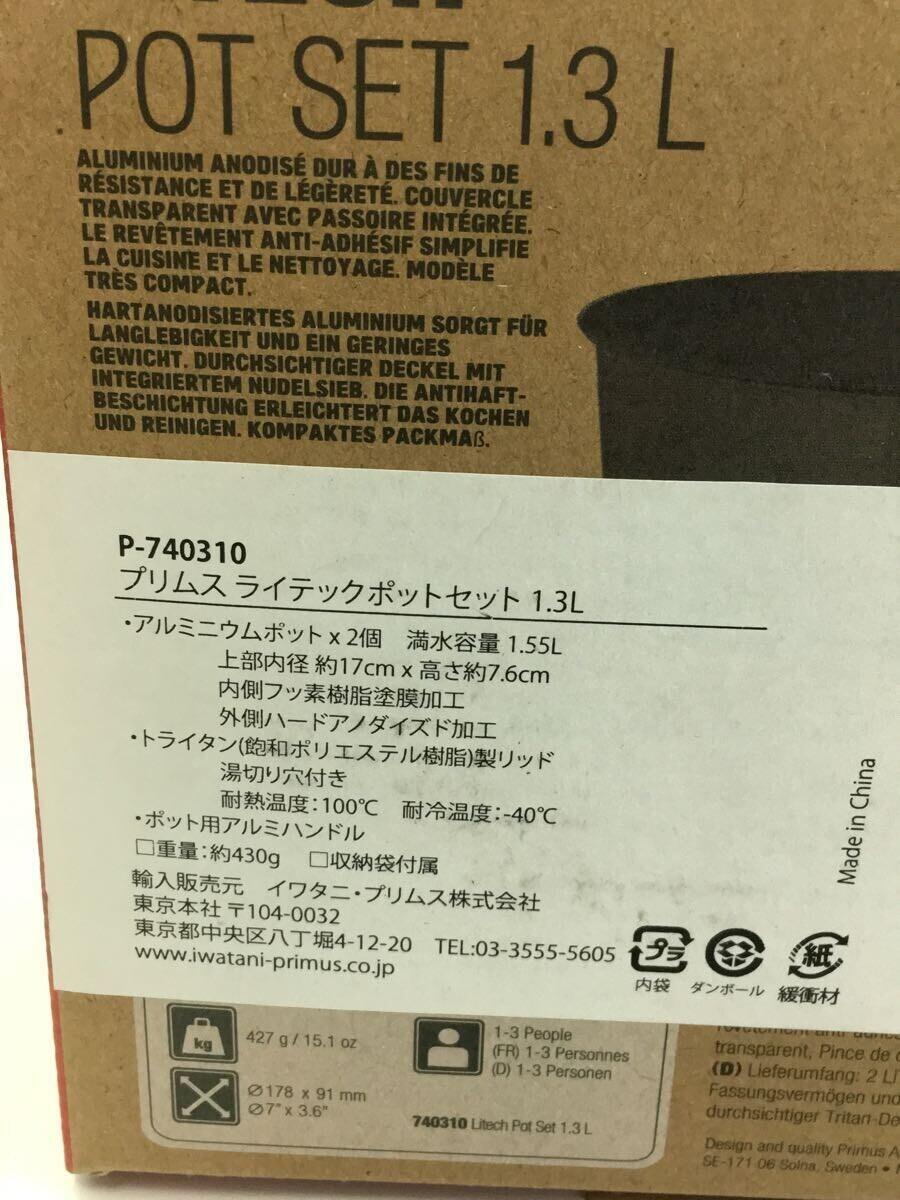 POT SET 1.3 L
ALUMINIUM ANODISÉ DUR À DES FINS DE
RÉSISTANCE ET DE LÉGÈRETÉ. COUVERCLE
TRANSPARENT AVEC PASSOIRE INTÉGRÉE.
LE REVÊTEMENT ANTI-ADHÉSIF SIMPLIFIE
LA CUISINE ET LE NETTOYAGE. MODÈLE
TRÈS COMPACT.
HARTANODISIERTES ALUMINIUM SORGT FÜR
LANGLEBIGKEIT UND EIN GERINGES
GEWICHT. DURCHSICHTIGER DECKEL MIT
INTEGRIERTEM NUDELSIEB. DIE ANTIHAFT-
BESCHICHTUNG ERLEICHTERT DAS KOCHEN
UND REINIGEN. KOMPAKTES PACKMAß.
P-740310
プリムス ライテックポットセット 1.3L
・アルミニウムポット x 2個 満水容量 1.55L
上部内径 約17cm x 高さ約7.6cm
内側フッ素樹脂塗膜加工
外側ハードアノダイズド加工
・トライタン(飽和ポリエステル樹脂)製リッド
湯切り穴付き
耐熱温度:100℃ 耐冷温度:-40℃
・ポット用アルミハンドル
□重量:約430g □収納袋付属
輸入販売元 イワタニ・プリムス株式会社
東京本社 〒104-0032
東京都中央区八丁堀4-12-20 TEL:03-3555-5605
www.iwatani-primus.co.jp
Made in China
プラ
内袋
ダンボール
紙
緩衝材
kg
427 g / 15.1 oz
Ø178 x 91 mm
Ø7" x 3.6"
1-3 People
(FR) 1-3 Personnes
(D) 1-3 Personen
740310 Litech Pot Set 1.3 L
transparent, Pince de
(D) Lieferumfang: 2
Fassungsvermögen und
durchsichtiger Tritan-De
Design and quality Primus
SE-171 06 Solna, Sweden •